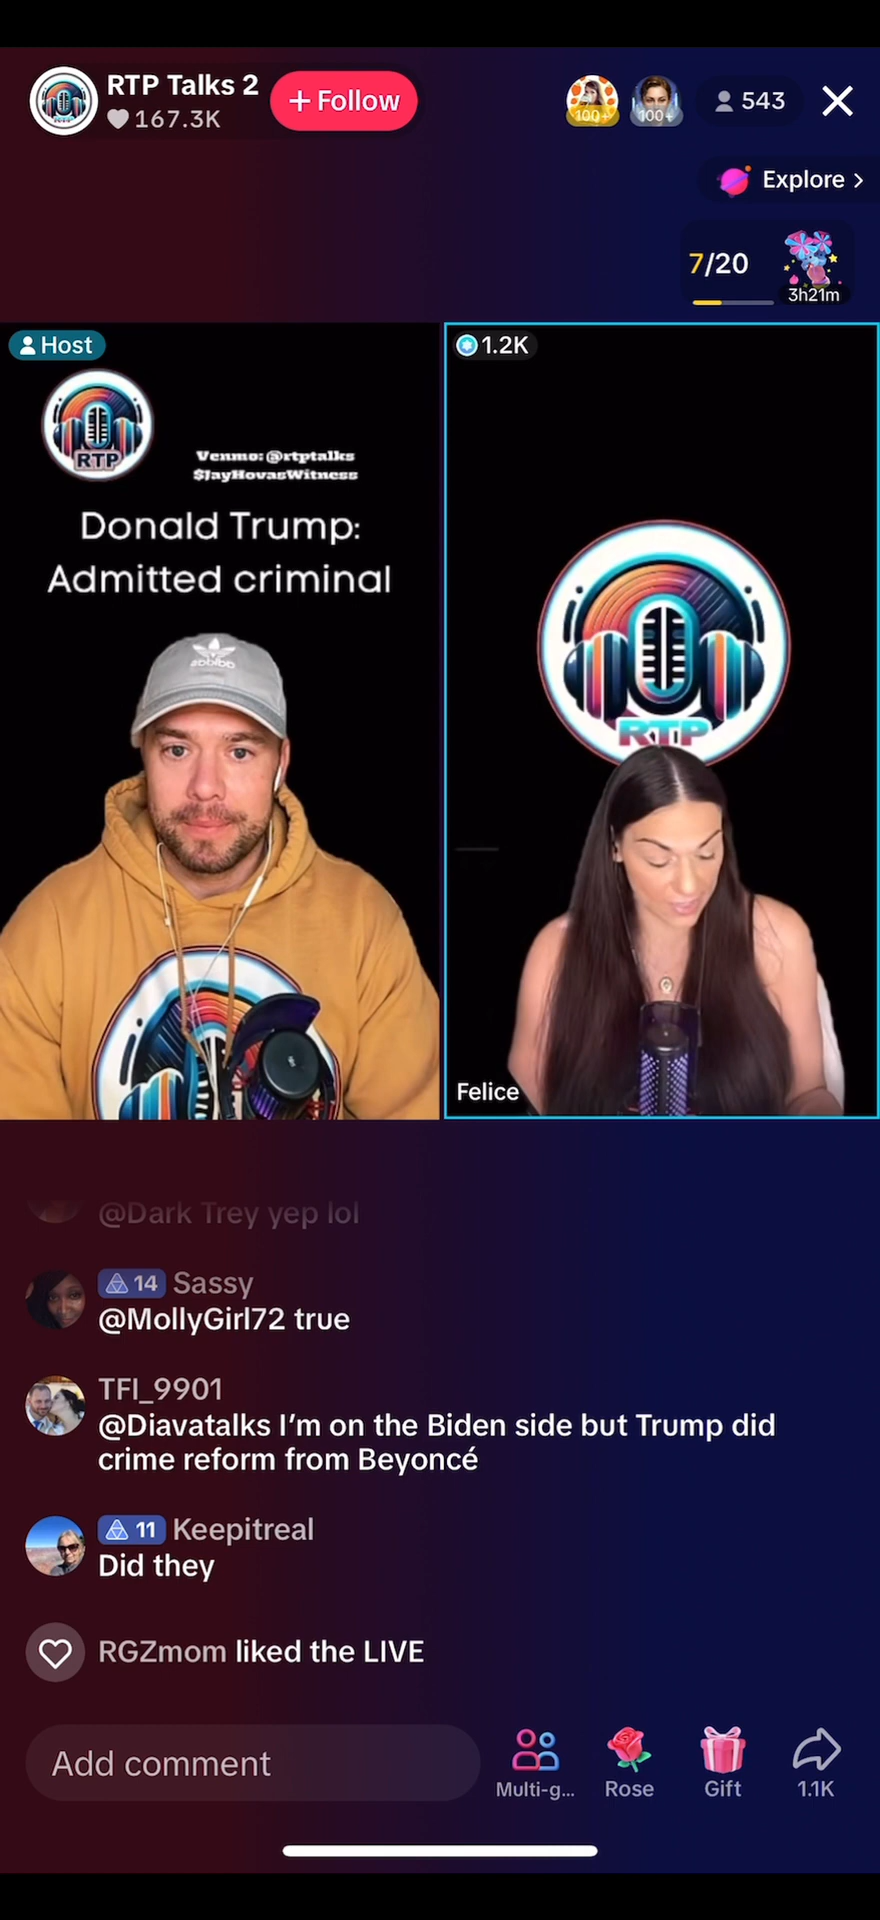 RTP Talks 2
167.3K
+ Follow
100+
100+
543
Explore >
7/20
3h21m
Host
1.2K
RTP
Venmo: @rtptalks
$JayHovasWitness
Donald Trump:
Admitted criminal
RTP
Felice
@Dark Trey yep lol
14 Sassy
@MollyGirl72 true
TFI_9901
@Diavatalks I'm on the Biden side but Trump did
crime reform from Beyoncé
11 Keepitreal
Did they
RGZmom liked the LIVE
Add comment
Multi-g...
Rose
Gift
1.1K